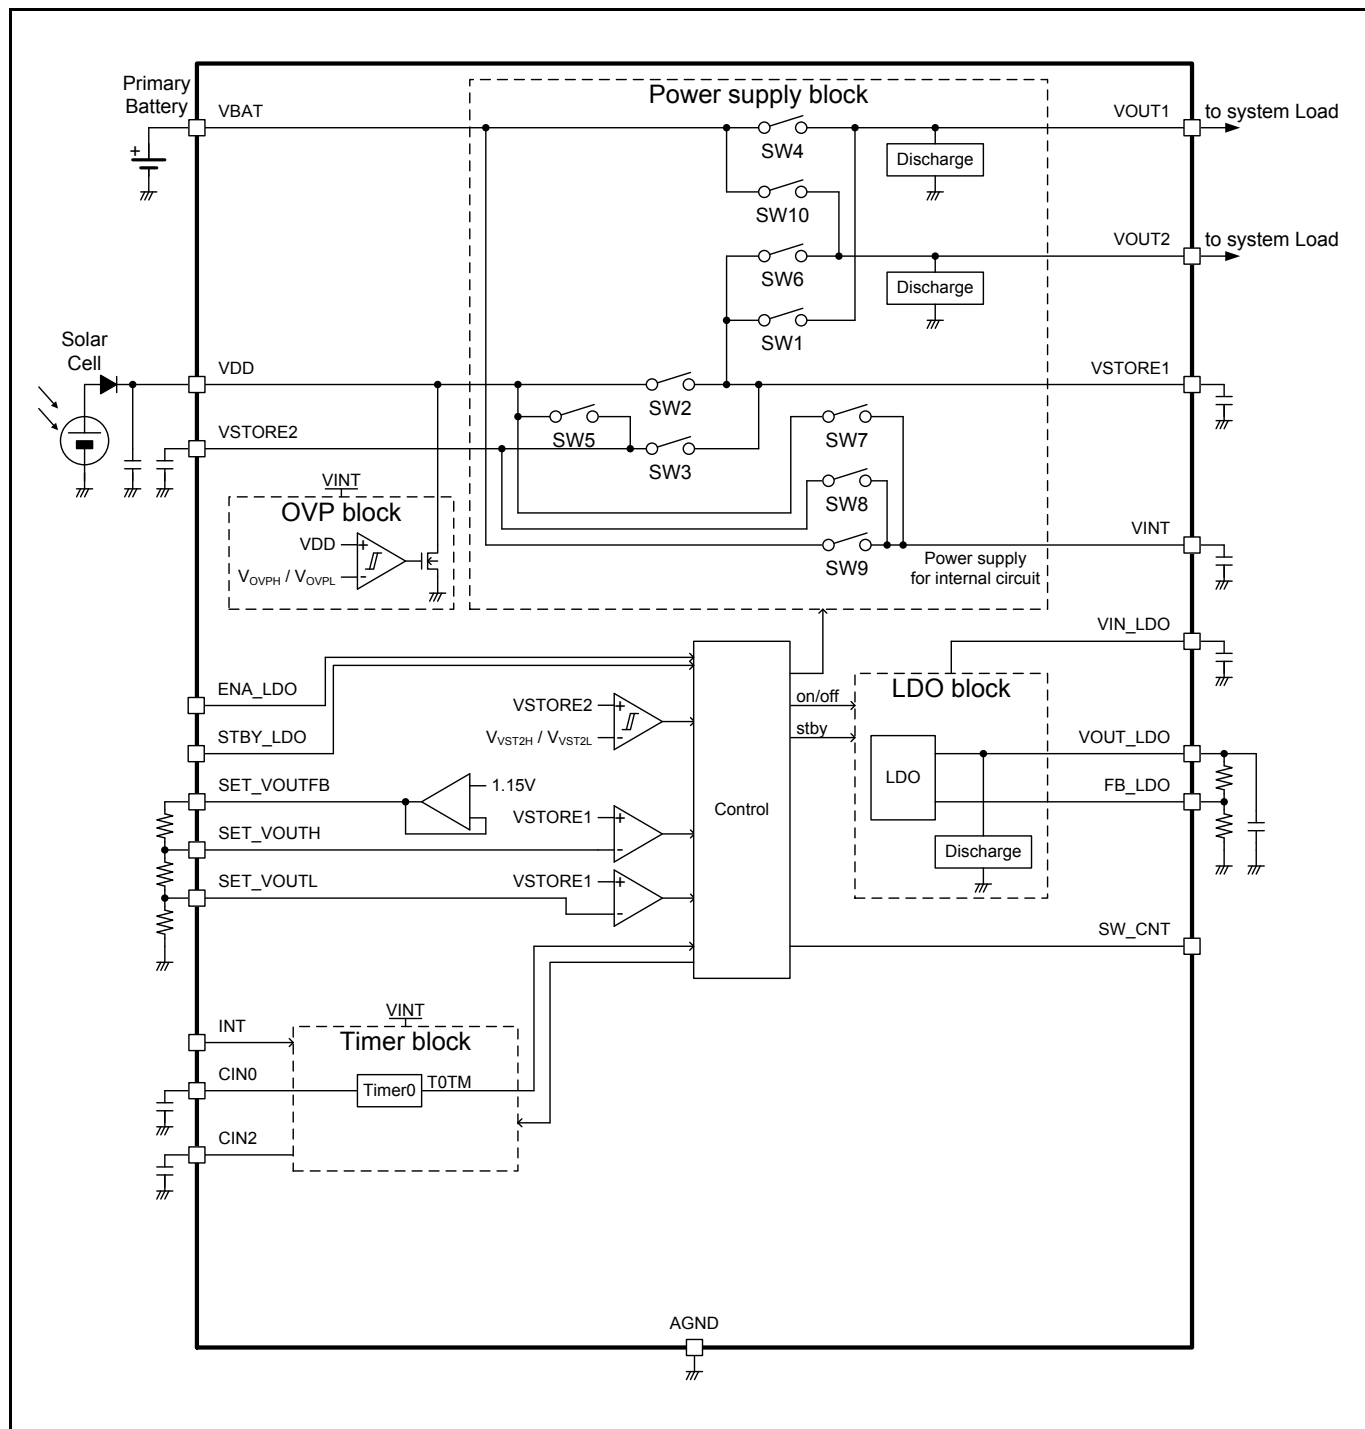 Primary
Battery
VBAT
+
Power supply block
SW4
SW10
SW6
SW1
Discharge
Discharge
VOUT1
to system Load
VOUT2
to system Load
Solar
Cell
VDD
VSTORE2
SW2
SW5
SW3
SW7
SW8
SW9
VSTORE1
VINT
Power supply
for internal circuit
VINT
OVP block
VDD
+
VOVPH / VOVPL
-
ENA_LDO
STBY_LDO
SET_VOUTFB
SET_VOUTH
SET_VOUTL
VSTORE2
+
VVST2H / VVST2L
-
1.15V
VSTORE1
+
-
VSTORE1
+
-
Control
on/off
stby
VIN_LDO
LDO block
LDO
Discharge
VOUT_LDO
FB_LDO
SW_CNT
INT
CIN0
CIN2
VINT
Timer block
Timer0
T0TM
AGND